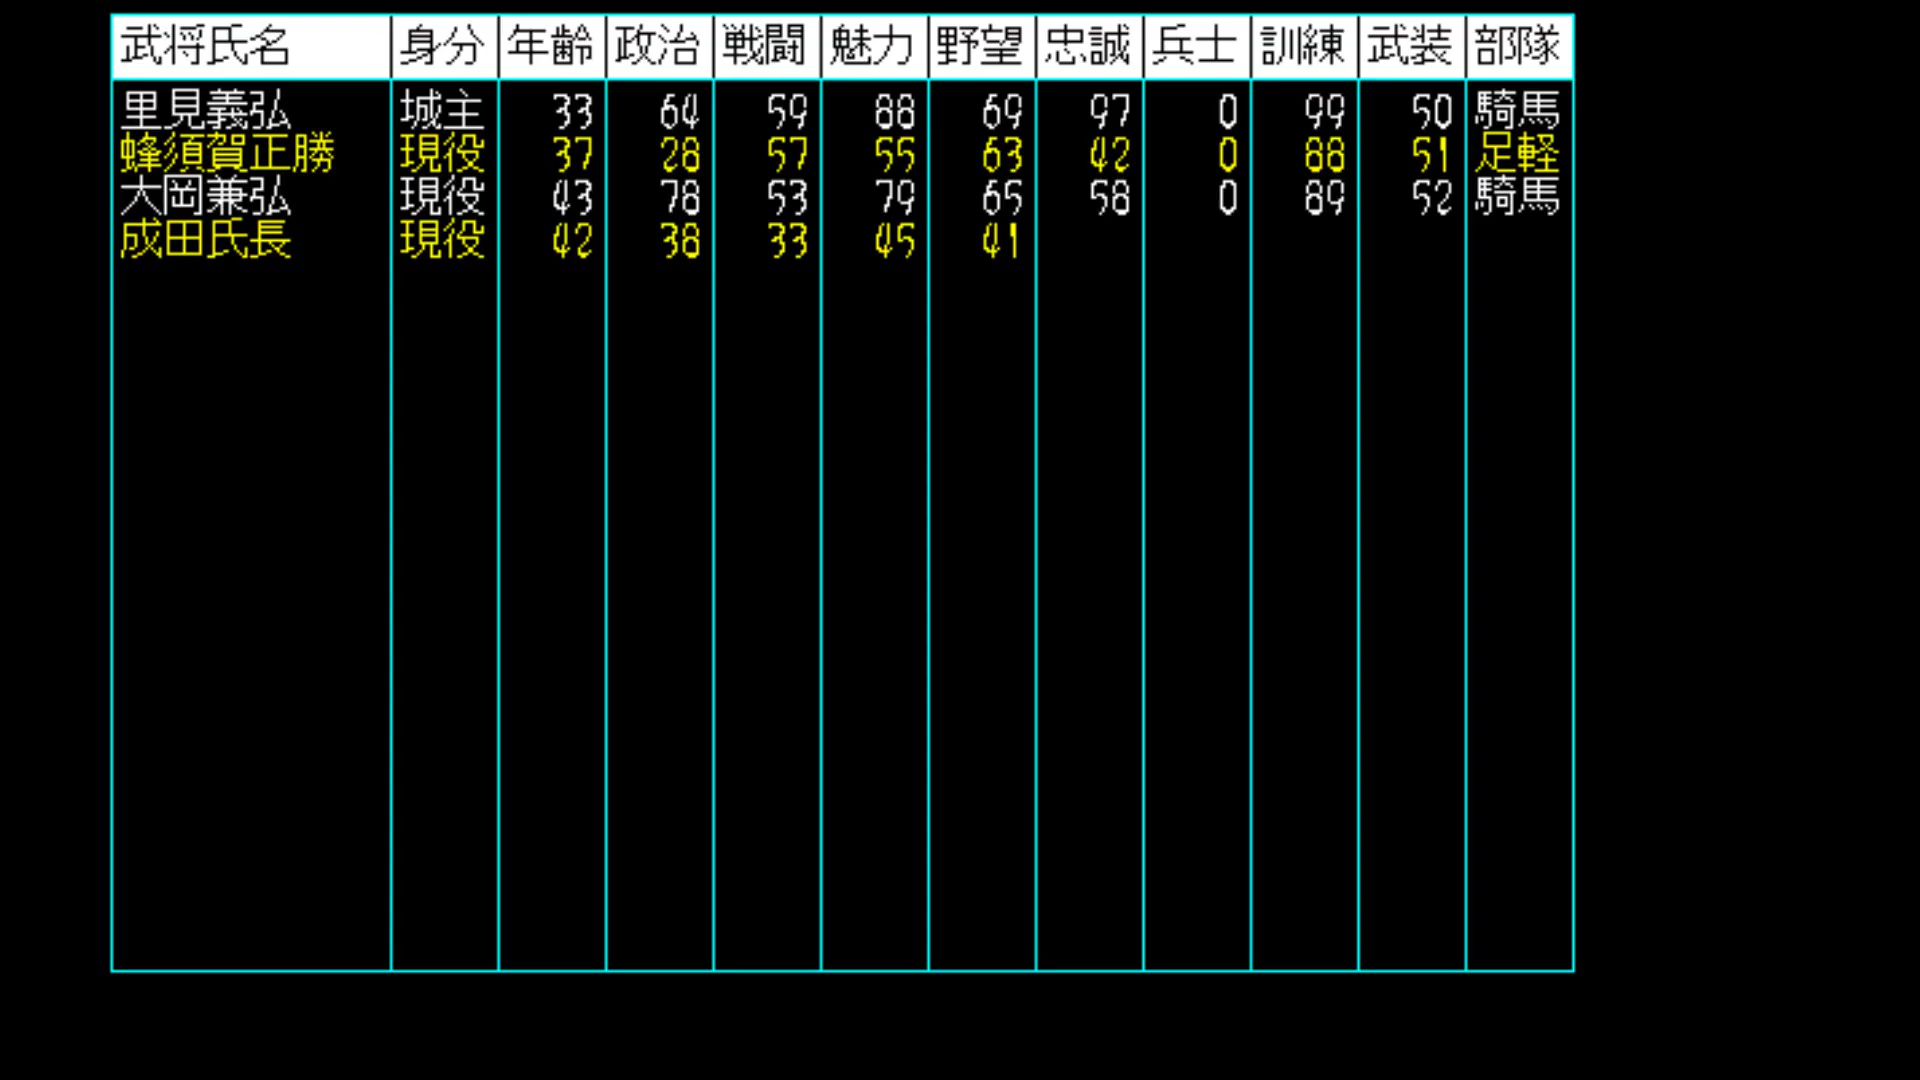 武将氏名 身分 年齢 政治 戦闘 魅力 野望 忠誠 兵士 訓練 武装 部隊
里見義弘 城主 33 64 59 88 69 97 0 99 50 騎馬
蜂須賀正勝 現役 37 28 57 55 63 42 0 88 51 足軽
大岡兼弘 現役 43 78 53 79 65 58 0 89 52 騎馬
成田氏長 現役 42 38 33 45 41